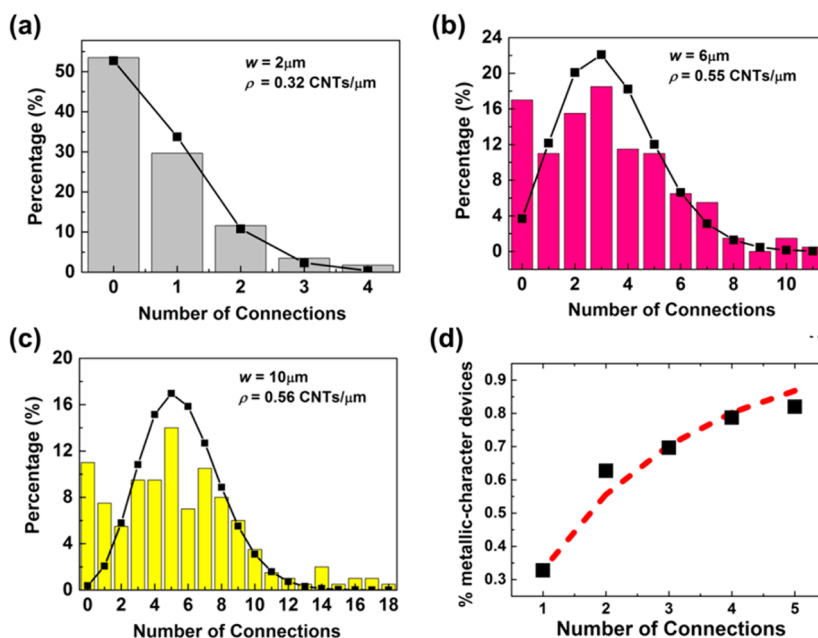 (a)
w = 2μm
ρ = 0.32 CNTs/μm
Percentage (%)
50
40
30
20
10
0
0 1 2 3 4
Number of Connections
(b)
w = 6μm
ρ = 0.55 CNTs/μm
Percentage (%)
24
20
16
12
8
4
0
0 2 4 6 8 10
Number of Connections
(c)
w = 10μm
ρ = 0.56 CNTs/μm
Percentage (%)
20
16
12
8
4
0
0 2 4 6 8 10 12 14 16 18
Number of Connections
(d)
% metallic-character devices
0.9
0.8
0.7
0.6
0.5
0.4
0.3
1 2 3 4 5
Number of Connections